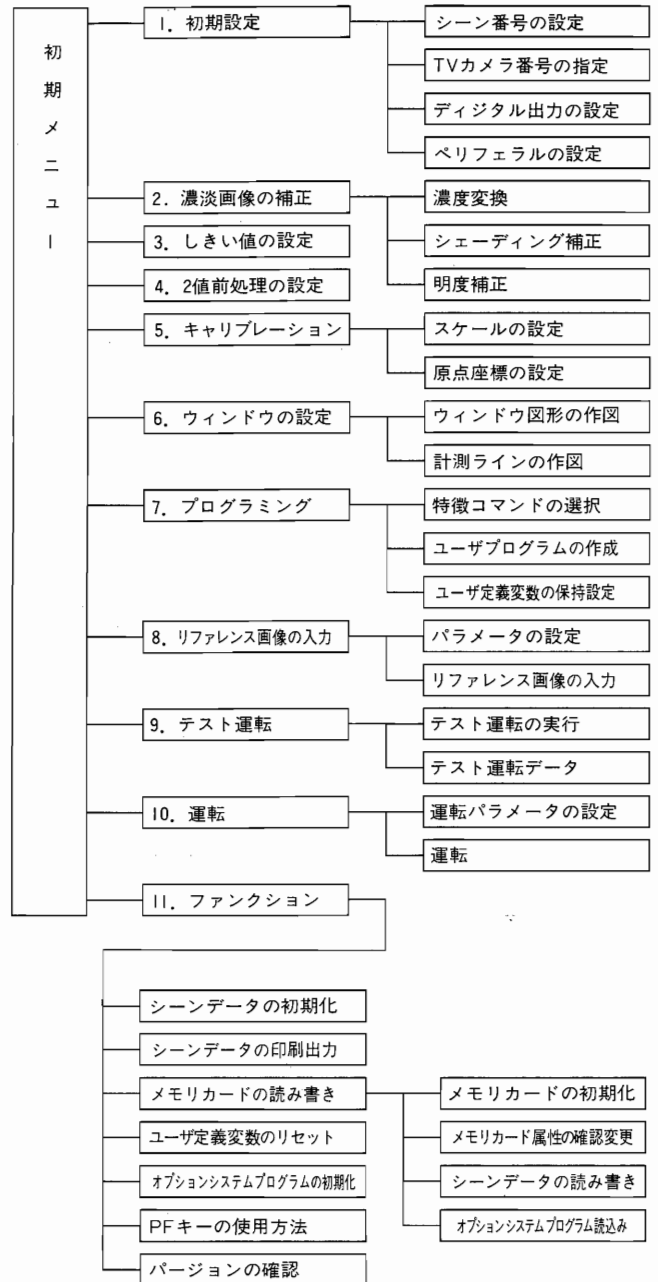 初期メニュー
1. 初期設定
シーン番号の設定
TVカメラ番号の指定
ディジタル出力の設定
ペリフェラルの設定
2. 濃淡画像の補正
濃度変換
シェーディング補正
明度補正
3. しきい値の設定
4. 2値前処理の設定
5. キャリブレーション
スケールの設定
原点座標の設定
6. ウィンドウの設定
ウィンドウ図形の作図
計測ラインの作図
7. プログラミング
特徴コマンドの選択
ユーザプログラムの作成
ユーザ定義変数の保持設定
8. リファレンス画像の入力
パラメータの設定
リファレンス画像の入力
9. テスト運転
テスト運転の実行
テスト運転データ
10. 運転
運転パラメータの設定
運転
11. ファンクション
シーンデータの初期化
シーンデータの印刷出力
メモリカードの読み書き
メモリカードの初期化
メモリカード属性の確認変更
シーンデータの読み書き
オプションシステムプログラム読込み
ユーザ定義変数のリセット
オプションシステムプログラムの初期化
PFキーの使用方法
バージョンの確認